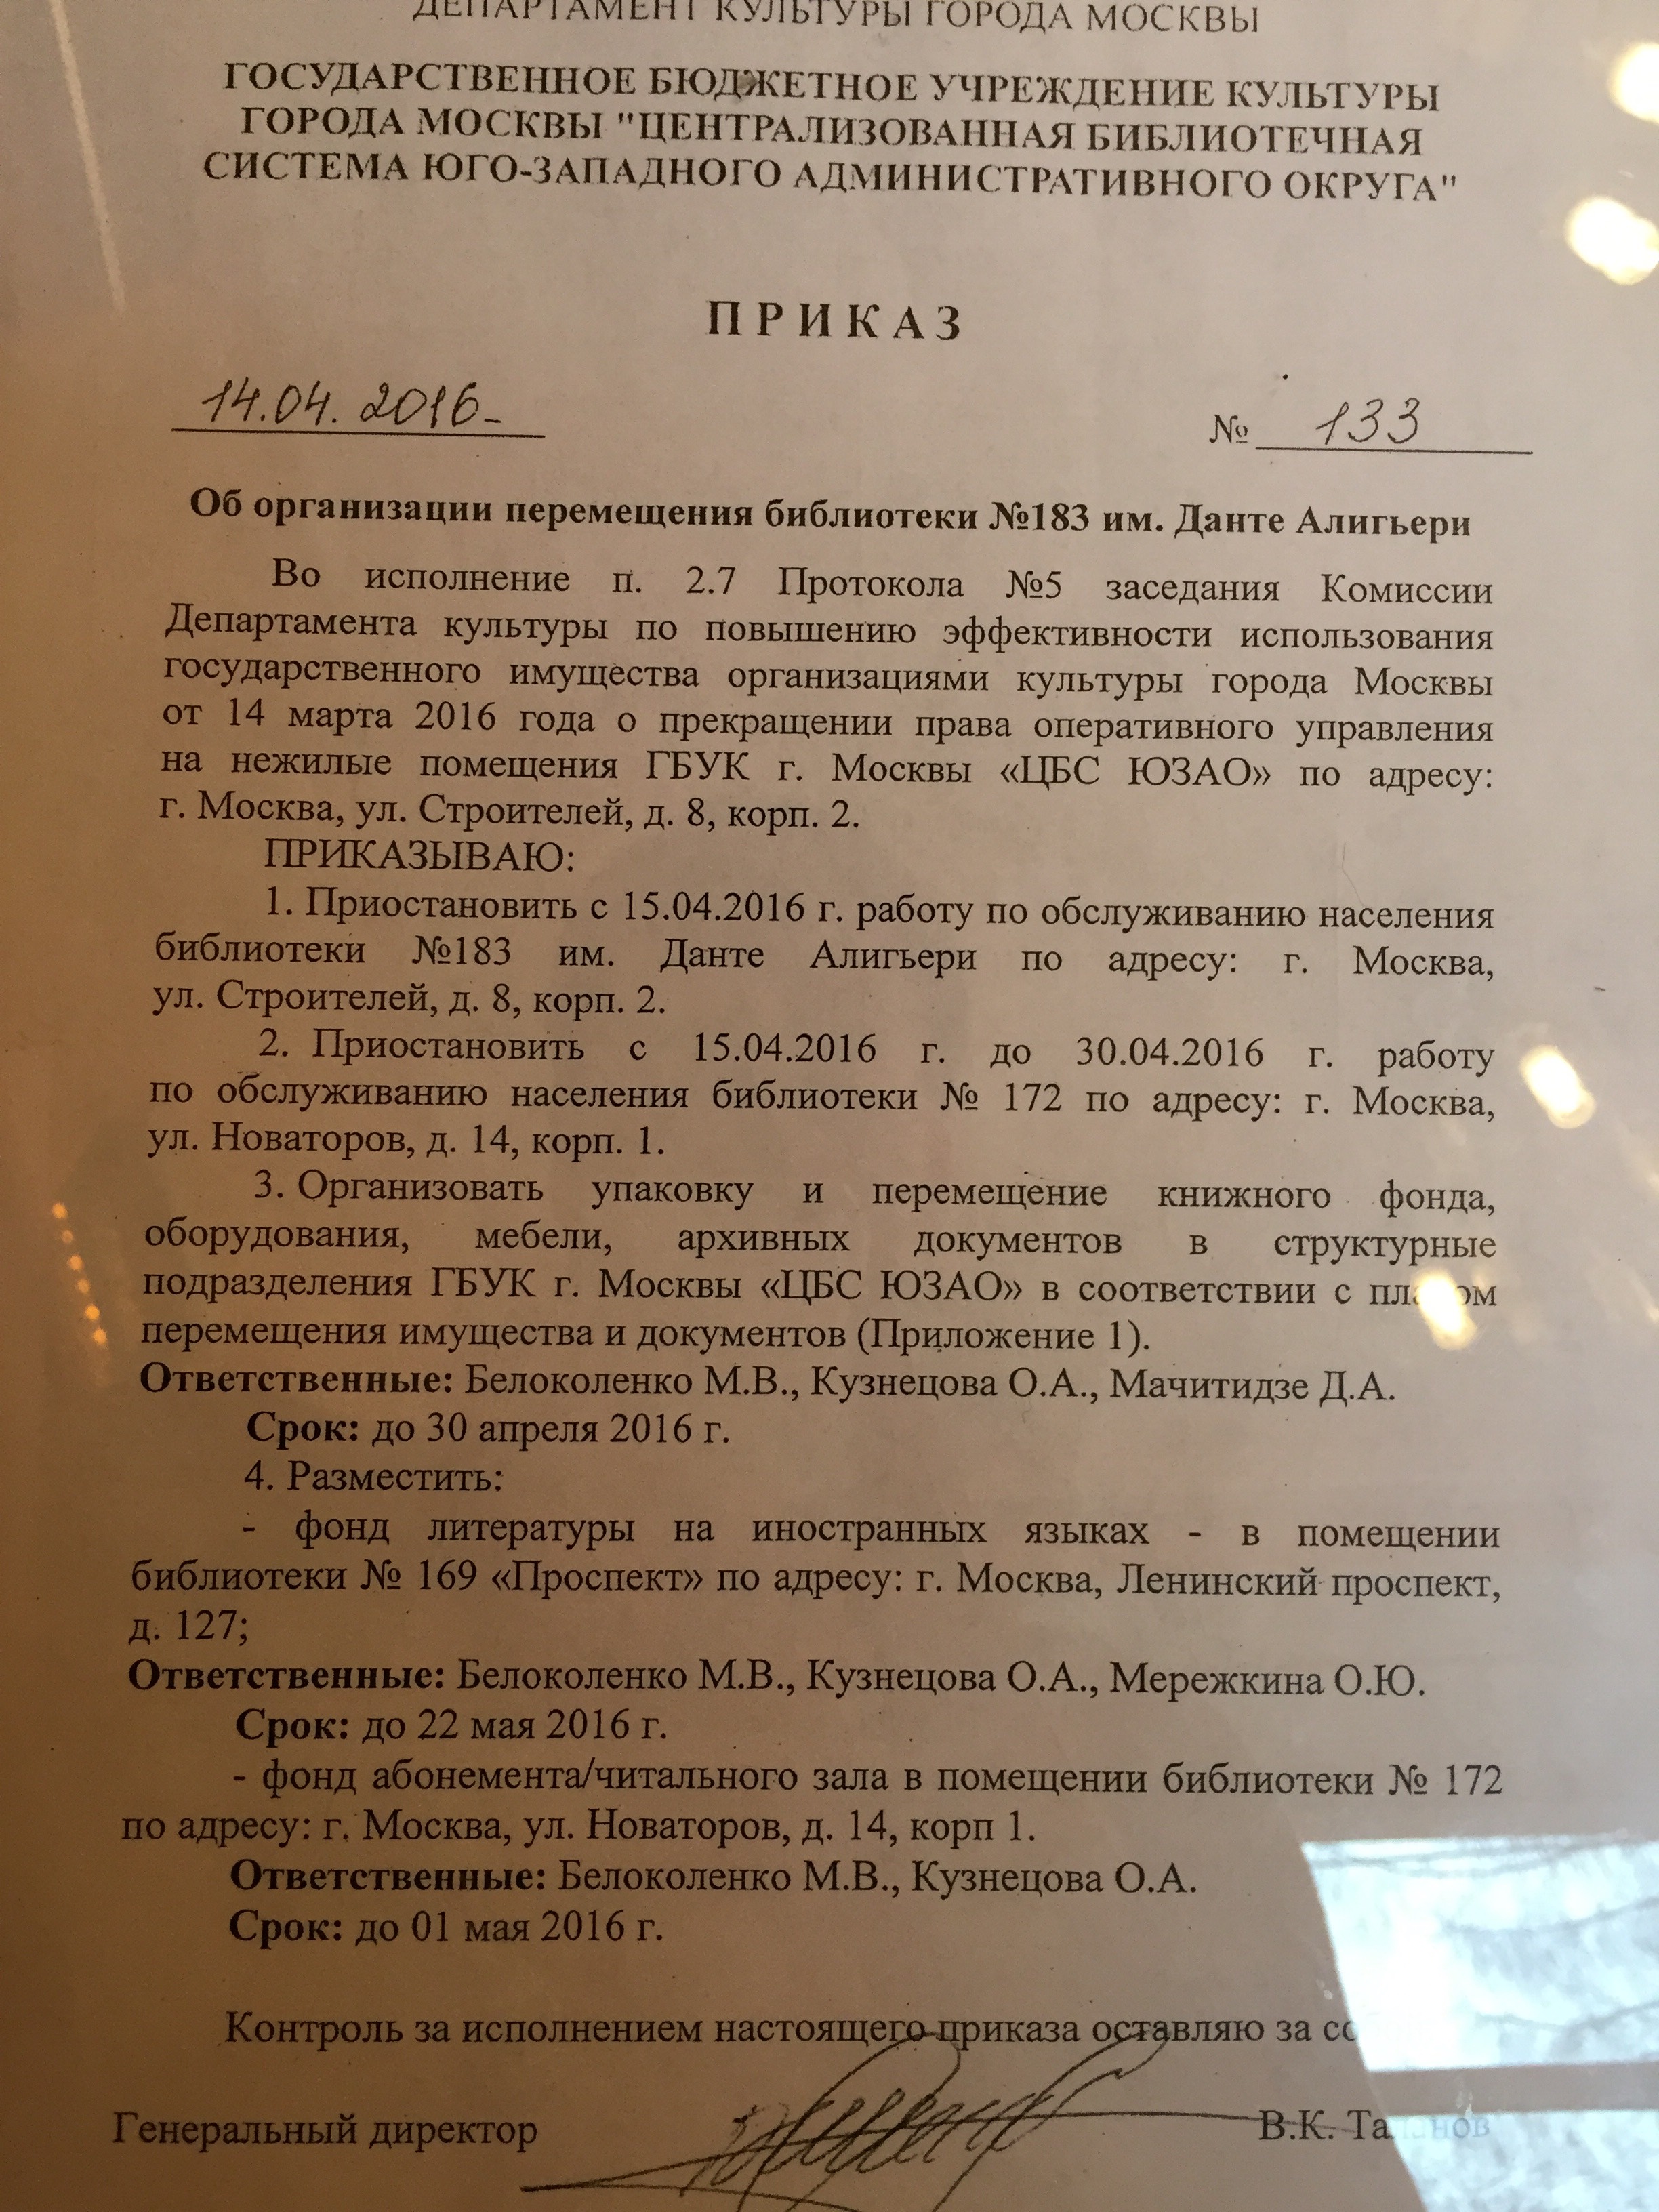 ДЕПАРТАМЕНТ КУЛЬТУРЫ ГОРОДА МОСКВЫ
ГОСУДАРСТВЕННОЕ БЮДЖЕТНОЕ УЧРЕЖДЕНИЕ КУЛЬТУРЫ
ГОРОДА МОСКВЫ "ЦЕНТРАЛИЗОВАННАЯ БИБЛИОТЕЧНАЯ
СИСТЕМА ЮГО-ЗАПАДНОГО АДМИНИСТРАТИВНОГО ОКРУГА"
ПРИКАЗ
14.04.2016 № 133
Об организации перемещения библиотеки №183 им. Данте Алигьери
Во исполнение п. 2.7 Протокола №5 заседания Комиссии
Департамента культуры по повышению эффективности использования
государственного имущества организациями культуры города Москвы
от 14 марта 2016 года о прекращении права оперативного управления
на нежилые помещения ГБУК г. Москвы «ЦБС ЮЗАО» по адресу:
г. Москва, ул. Строителей, д. 8, корп. 2.
ПРИКАЗЫВАЮ:
1. Приостановить с 15.04.2016 г. работу по обслуживанию населения
библиотеки №183 им. Данте Алигьери по адресу: г. Москва,
ул. Строителей, д. 8, корп. 2.
2. Приостановить с 15.04.2016 г. до 30.04.2016 г. работу
по обслуживанию населения библиотеки № 172 по адресу: г. Москва,
ул. Новаторов, д. 14, корп. 1.
3. Организовать упаковку и перемещение книжного фонда,
оборудования, мебели, архивных документов в структурные
подразделения ГБУК г. Москвы «ЦБС ЮЗАО» в соответствии с планом
перемещения имущества и документов (Приложение 1).
Ответственные: Белоколенко М.В., Кузнецова О.А., Мачитидзе Д.А.
Срок: до 30 апреля 2016 г.
4. Разместить:
- фонд литературы на иностранных языках - в помещении
библиотеки № 169 «Проспект» по адресу: г. Москва, Ленинский проспект,
д. 127;
Ответственные: Белоколенко М.В., Кузнецова О.А., Мережкина О.Ю.
Срок: до 22 мая 2016 г.
- фонд абонемента/читального зала в помещении библиотеки № 172
по адресу: г. Москва, ул. Новаторов, д. 14, корп 1.
Ответственные: Белоколенко М.В., Кузнецова О.А.
Срок: до 01 мая 2016 г.
Контроль за исполнением настоящего приказа оставляю за собой
Генеральный директор В.К.